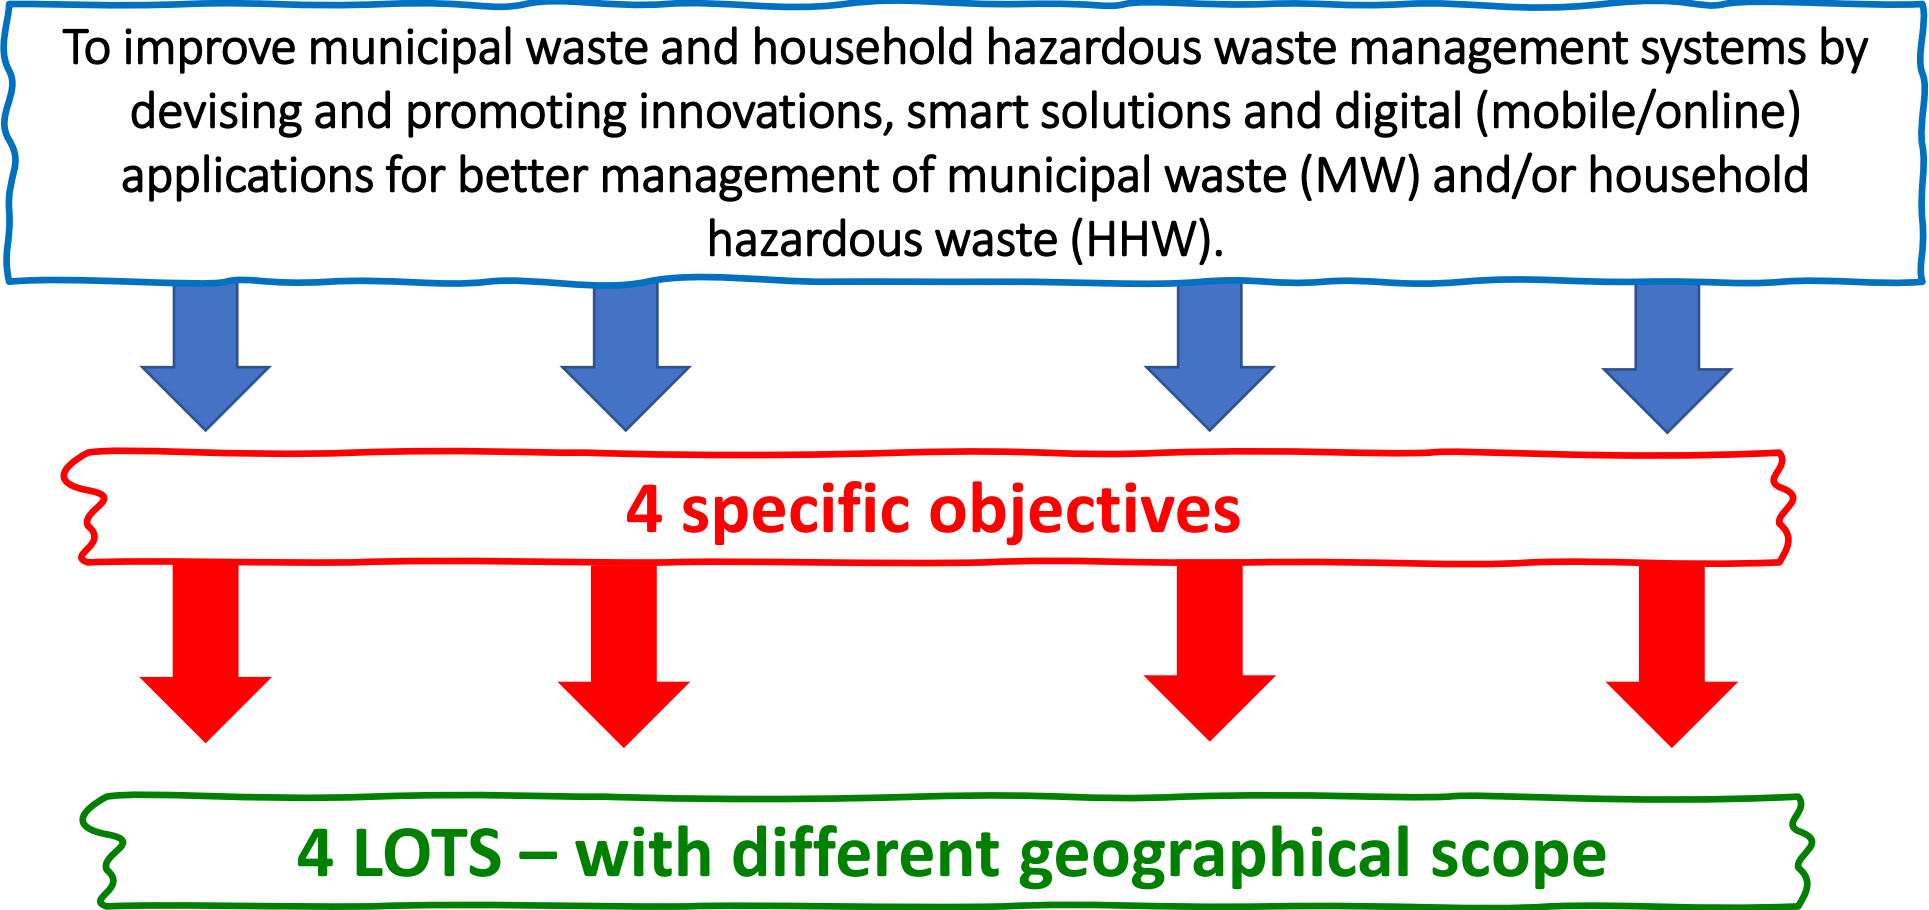 To improve municipal waste and household hazardous waste management systems by
devising and promoting innovations, smart solutions and digital (mobile/online)
applications for better management of municipal waste (MW) and/or household
hazardous waste (HHW).
4 specific objectives
4 LOTS – with different geographical scope